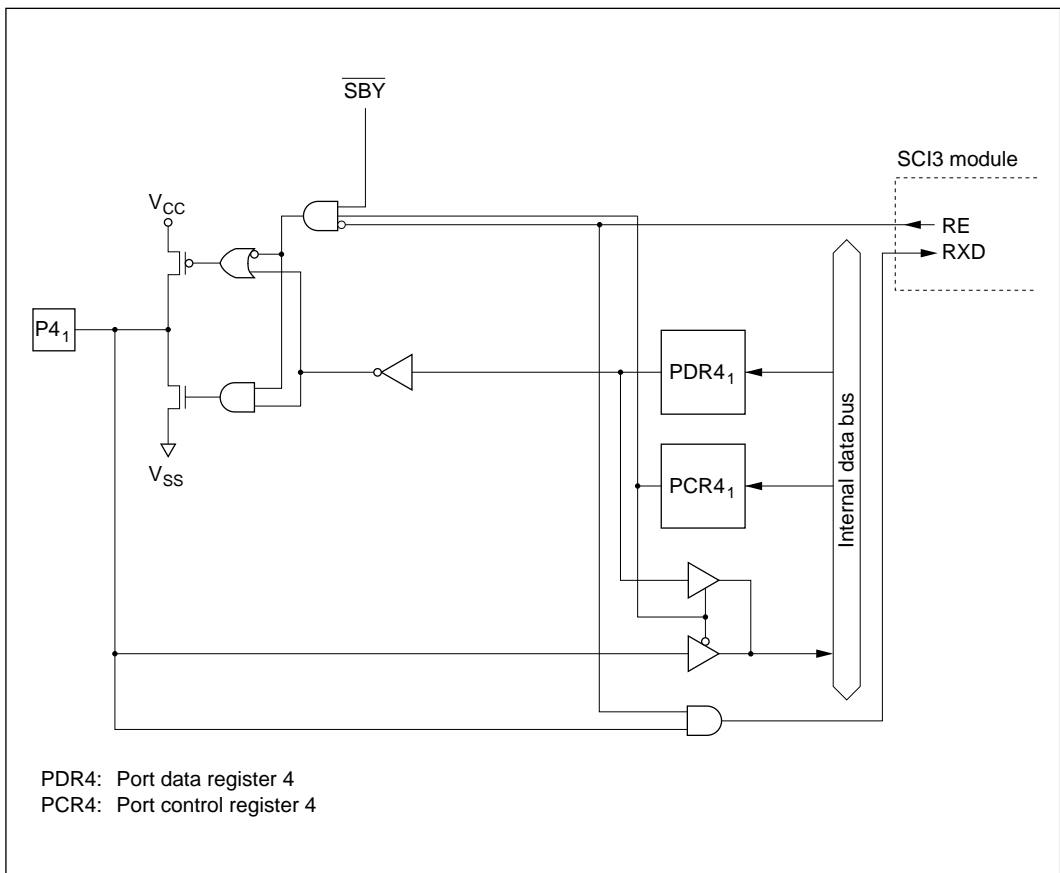 SBY
SCI3 module
VCC
RE
RXD
P41
PDR41
PCR41
VSS
Internal data bus
PDR4: Port data register 4
PCR4: Port control register 4